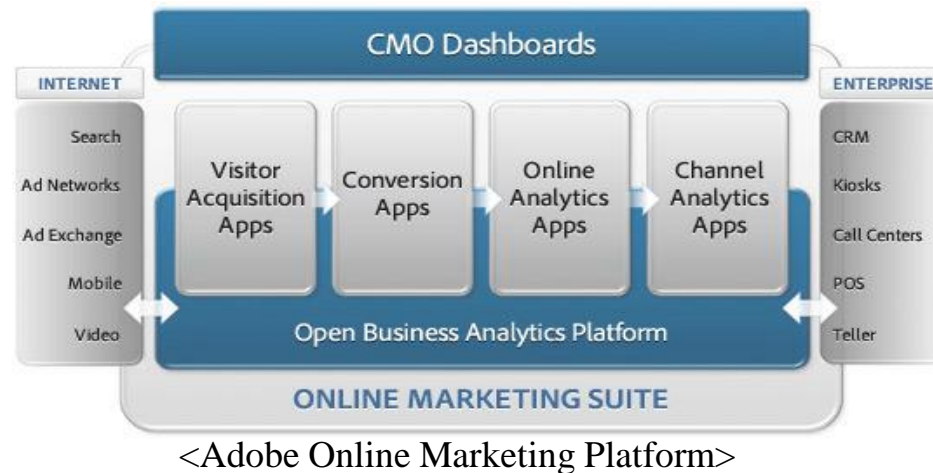 CMO Dashboards
INTERNET
Search
Ad Networks
Ad Exchange
Mobile
Video
Visitor
Acquisition
Apps
Conversion
Apps
Online
Analytics
Apps
Channel
Analytics
Apps
Open Business Analytics Platform
ENTERPRISE
CRM
Kiosks
Call Centers
POS
Teller
ONLINE MARKETING SUITE
<Adobe Online Marketing Platform>